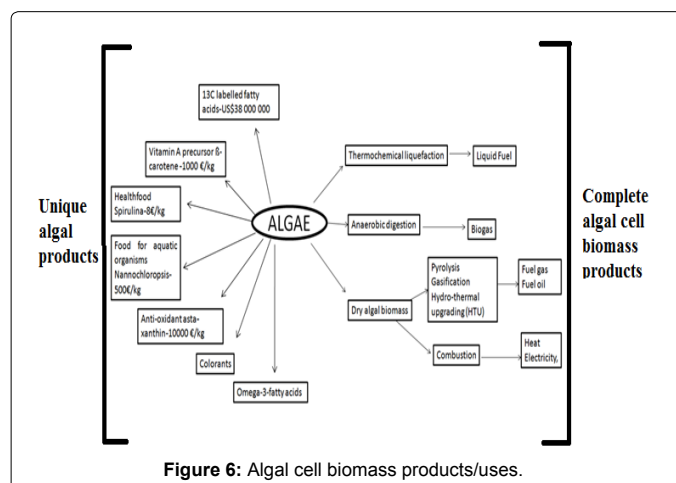 Unique
algal
products
13C labelled fatty
acids-US$38 000 000
Vitamin A precursor ß-
carotene -1000 €/kg
Healthfood
Spirulina-8€/kg
Food for aquatic
organisms
Nannochloropsis-
500€/kg
Anti-oxidant asta-
xanthin-10000 €/kg
Colorants
Omega-3-fatty acids
ALGAE
Thermochemical liquefaction
Liquid Fuel
Anaerobic digestion
Biogas
Dry algal biomass
Pyrolysis
Gasification
Hydro-thermal
upgrading (HTU)
Fuel gas
Fuel oil
Combustion
Heat
Electricity,
Complete
algal cell
biomass
products
Figure 6: Algal cell biomass products/uses.